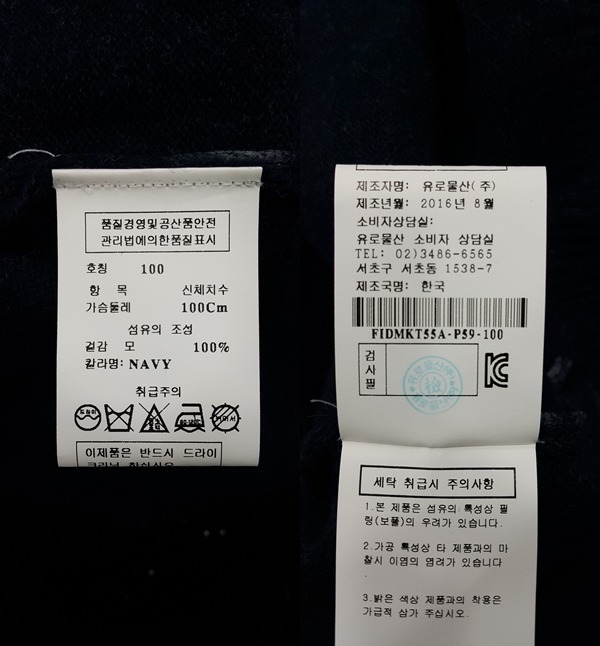 품질경영및공산품안전
관리법에의한품질표시
호칭 100
항 목 신체치수
가슴둘레 100Cm
섬유의 조성
겉감 모 100%
칼라명: NAVY
취급주의
드라이
이제품은 반드시 드라이
제조자명: 유로물산(주)
제조년월: 2016년 8월
소비자상담실:
유로물산 소비자 상담실
TEL: 02)3486-6565
서초구 서초동 1538-7
제조국명: 한국
FIDMKT55A-P59-100
검사필
유로물산(주)
세탁 취급시 주의사항
1.본 제품은 섬유의 특성상 필
링(보풀)의 우려가 있습니다.
2.가공 특성상 타 제품과의 마
찰시 이염의 염려가 있습니다
.
3.밝은 색상 제품과의 착용은
가급적 삼가 주십시오.